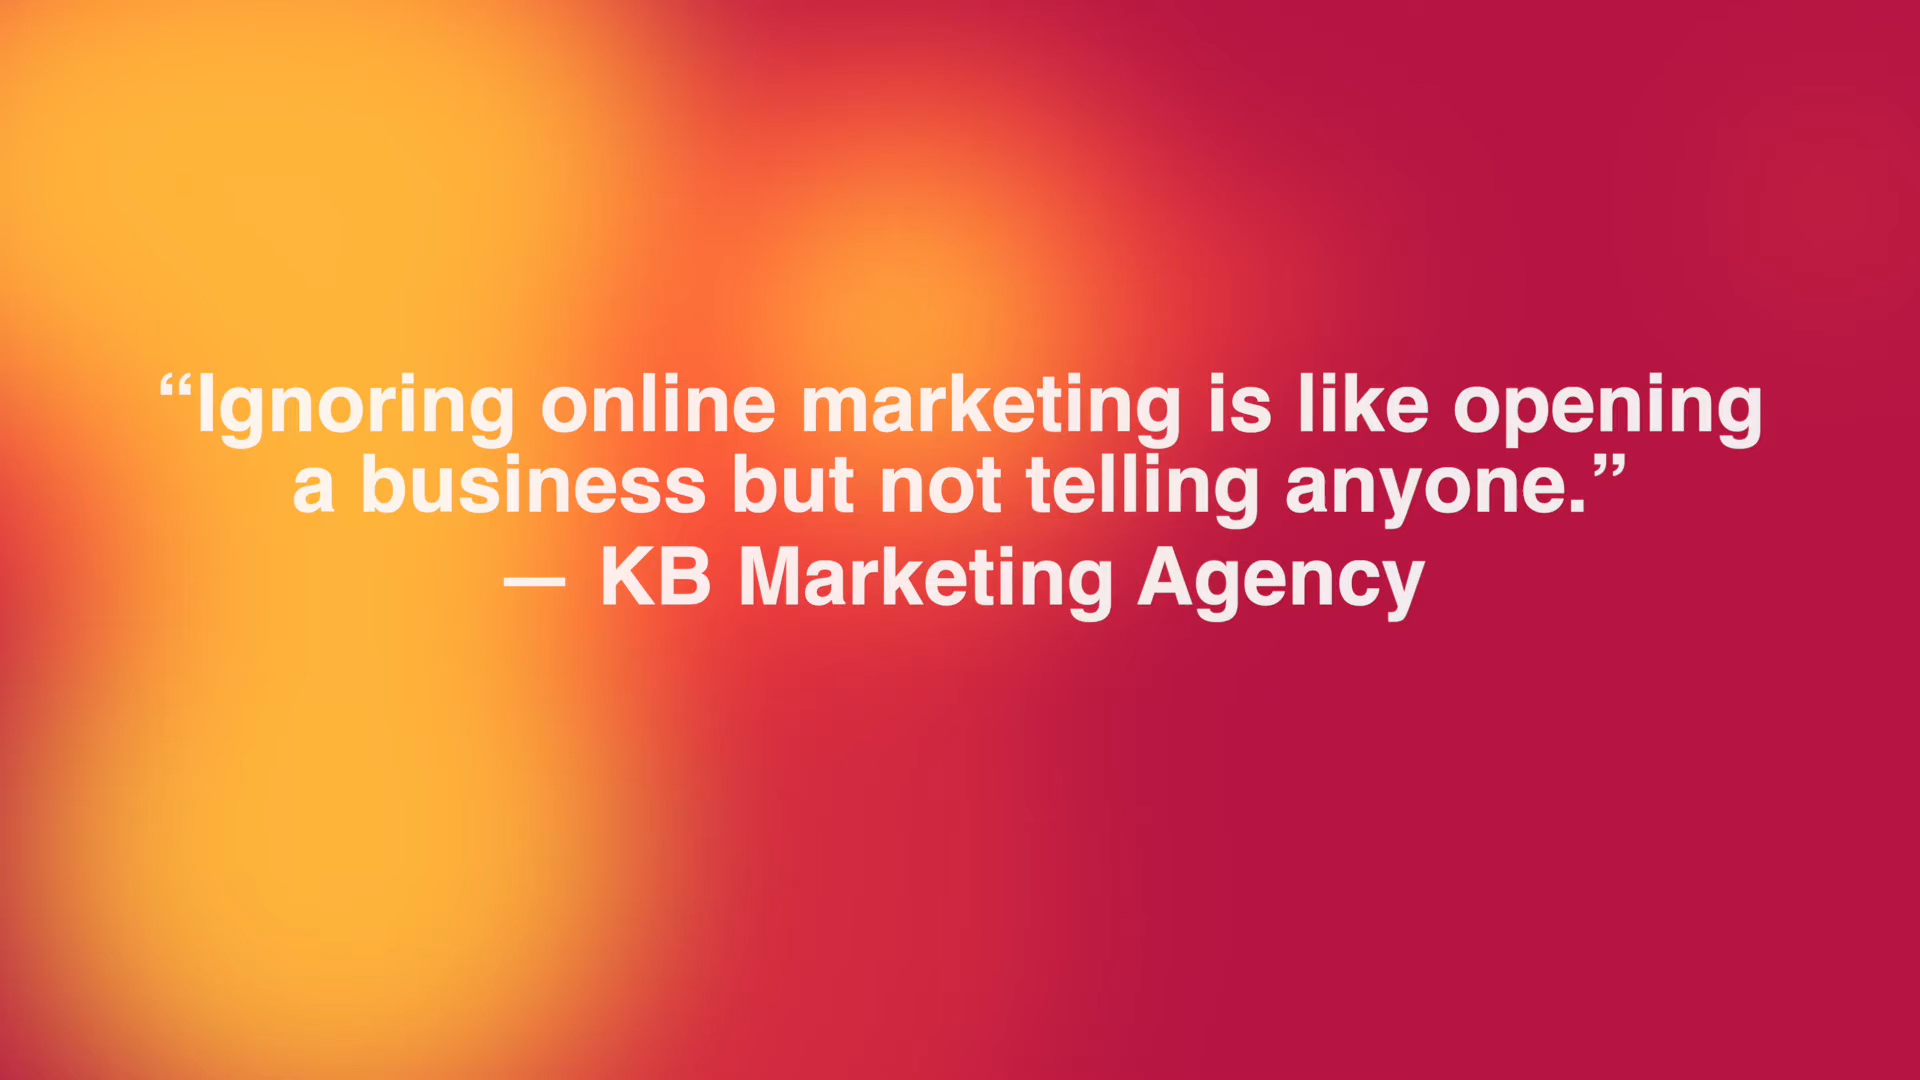 “Ignoring online marketing is like opening
a business but not telling anyone.”
— KB Marketing Agency